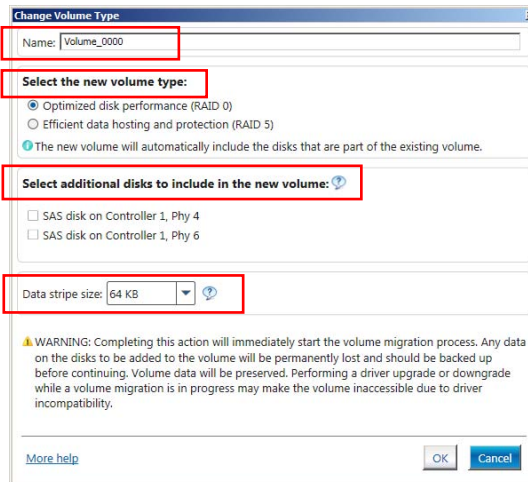 Change Volume Type
Name: Volume_0000
Select the new volume type:
Optimized disk performance (RAID 0)
Efficient data hosting and protection (RAID 5)
The new volume will automatically include the disks that are part of the existing volume.
Select additional disks to include in the new volume:
SAS disk on Controller 1, Phy 4
SAS disk on Controller 1, Phy 6
Data stripe size: 64 KB
WARNING: Completing this action will immediately start the volume migration process. Any data
on the disks to be added to the volume will be permanently lost and should be backed up
before continuing. Volume data will be preserved. Performing a driver upgrade or downgrade
while a volume migration is in progress may make the volume inaccessible due to driver
incompatibility.
More help
OK
Cancel